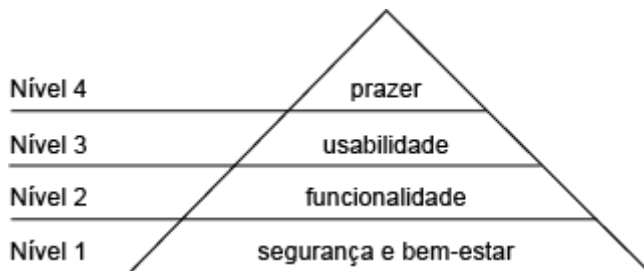 Nível 4 prazer
Nível 3 usabilidade
Nível 2 funcionalidade
Nível 1 segurança e bem-estar